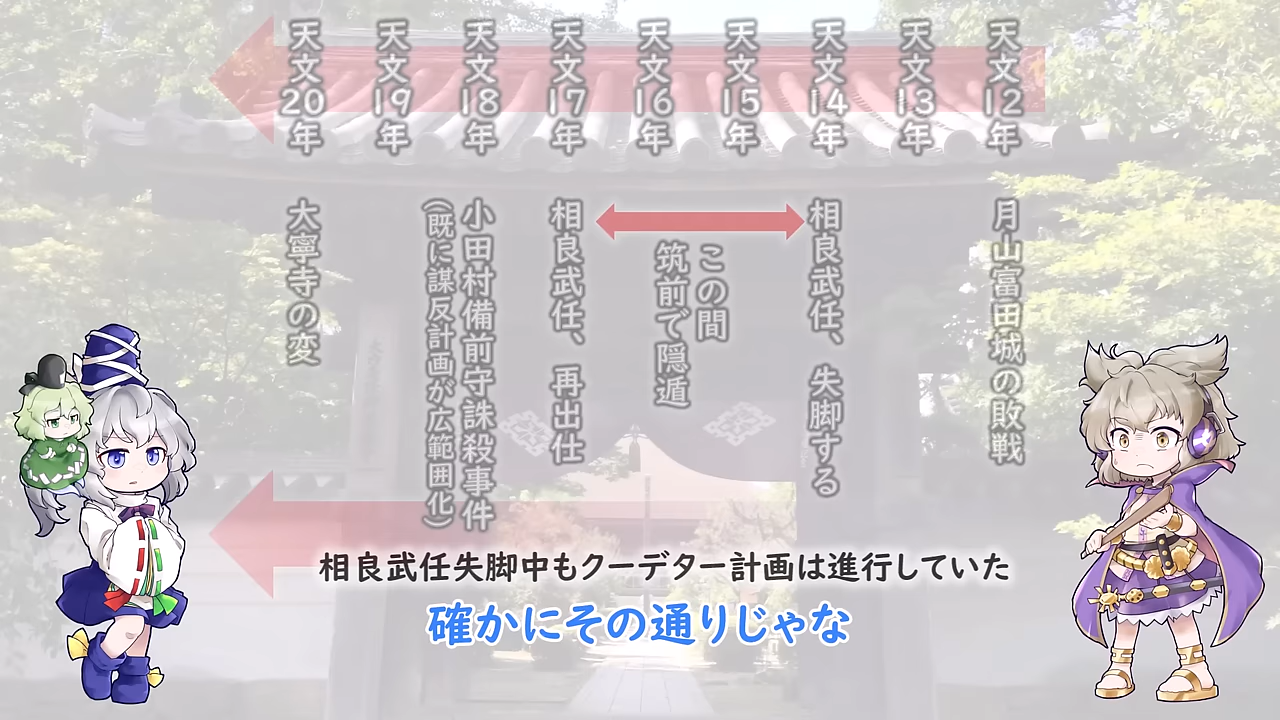 天文12年
天文13年
天文14年
天文15年
天文16年
天文17年
天文18年
天文19年
天文20年
月山富田城の敗戦
相良武任、失脚する
この間
筑前で隠遁
相良武任、再出仕
小田村備前守誅殺事件
(既に謀反計画が広範囲化)
大寧寺の変
相良武任失脚中もクーデター計画は進行していた
確かにその通りじゃな